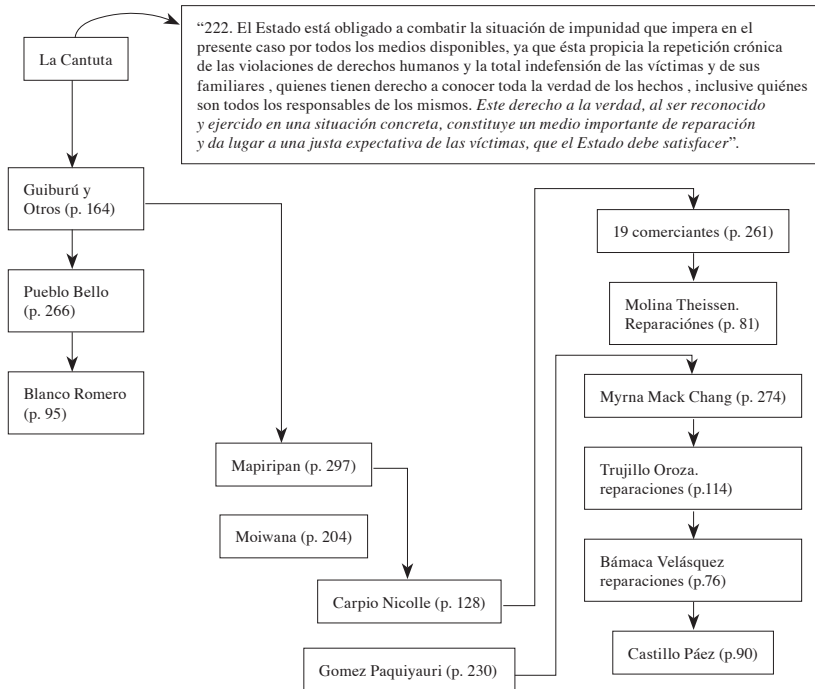 La Cantuta
“222. El Estado está obligado a combatir la situación de impunidad que impera en el
presente caso por todos los medios disponibles, ya que ésta propicia la repetición crónica
de las violaciones de derechos humanos y la total indefensión de las víctimas y de sus
familiares , quienes tienen derecho a conocer toda la verdad de los hechos , inclusive quiénes
son todos los responsables de los mismos. Este derecho a la verdad, al ser reconocido
y ejercido en una situación concreta, constituye un medio importante de reparación
y da lugar a una justa expectativa de las víctimas, que el Estado debe satisfacer”.
Guiburú y
Otros (p. 164)
Pueblo Bello
(p. 266)
Blanco Romero
(p. 95)
Mapiripan (p. 297)
Moiwana (p. 204)
Carpio Nicolle (p. 128)
Gomez Paquiyauri (p. 230)
19 comerciantes (p. 261)
Molina Theissen.
Reparaciónes (p. 81)
Myrna Mack Chang (p. 274)
Trujillo Oroza.
reparaciones (p.114)
Bámaca Velásquez
reparaciones (p.76)
Castillo Páez (p.90)